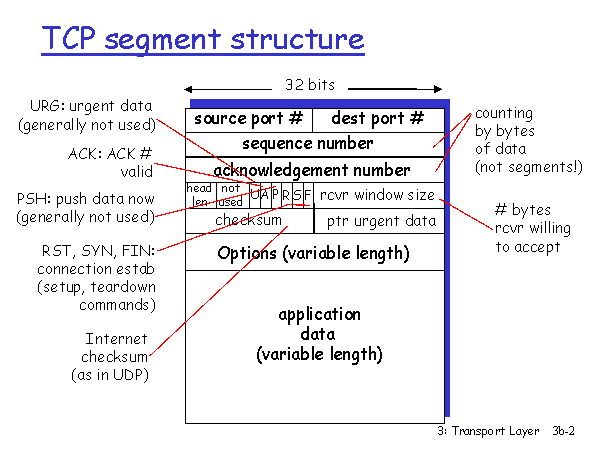 TCP segment structure
32 bits
URG: urgent data
(generally not used)
ACK: ACK #
valid
PSH: push data now
(generally not used)
RST, SYN, FIN:
connection estab
(setup, teardown
commands)
Internet
checksum
(as in UDP)
source port #
dest port #
sequence number
acknowledgement number
head
len
not
used
U
A
P
R
S
F
rcvr window size
checksum
ptr urgent data
Options (variable length)
application
data
(variable length)
counting
by bytes
of data
(not segments!)
# bytes
rcvr willing
to accept
3: Transport Layer 3b-2